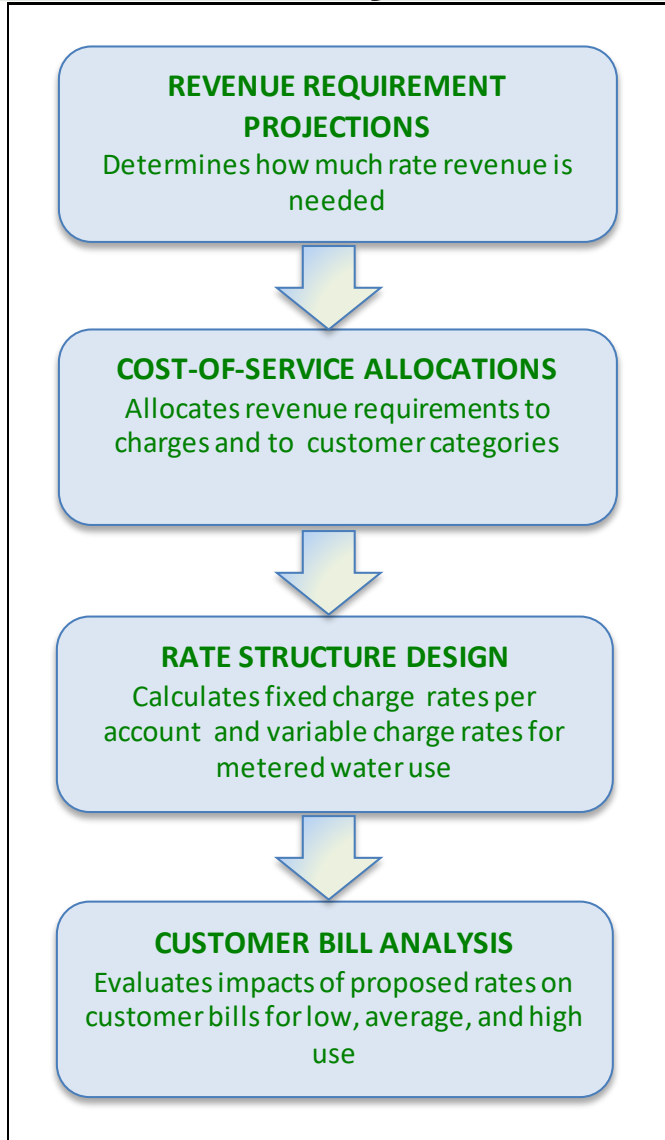 REVENUE REQUIREMENT
PROJECTIONS
Determines how much rate revenue is
needed
COST-OF-SERVICE ALLOCATIONS
Allocates revenue requirements to
charges and to customer categories
RATE STRUCTURE DESIGN
Calculates fixed charge rates per
account and variable charge rates for
metered water use
CUSTOMER BILL ANALYSIS
Evaluates impacts of proposed rates on
customer bills for low, average, and high
use